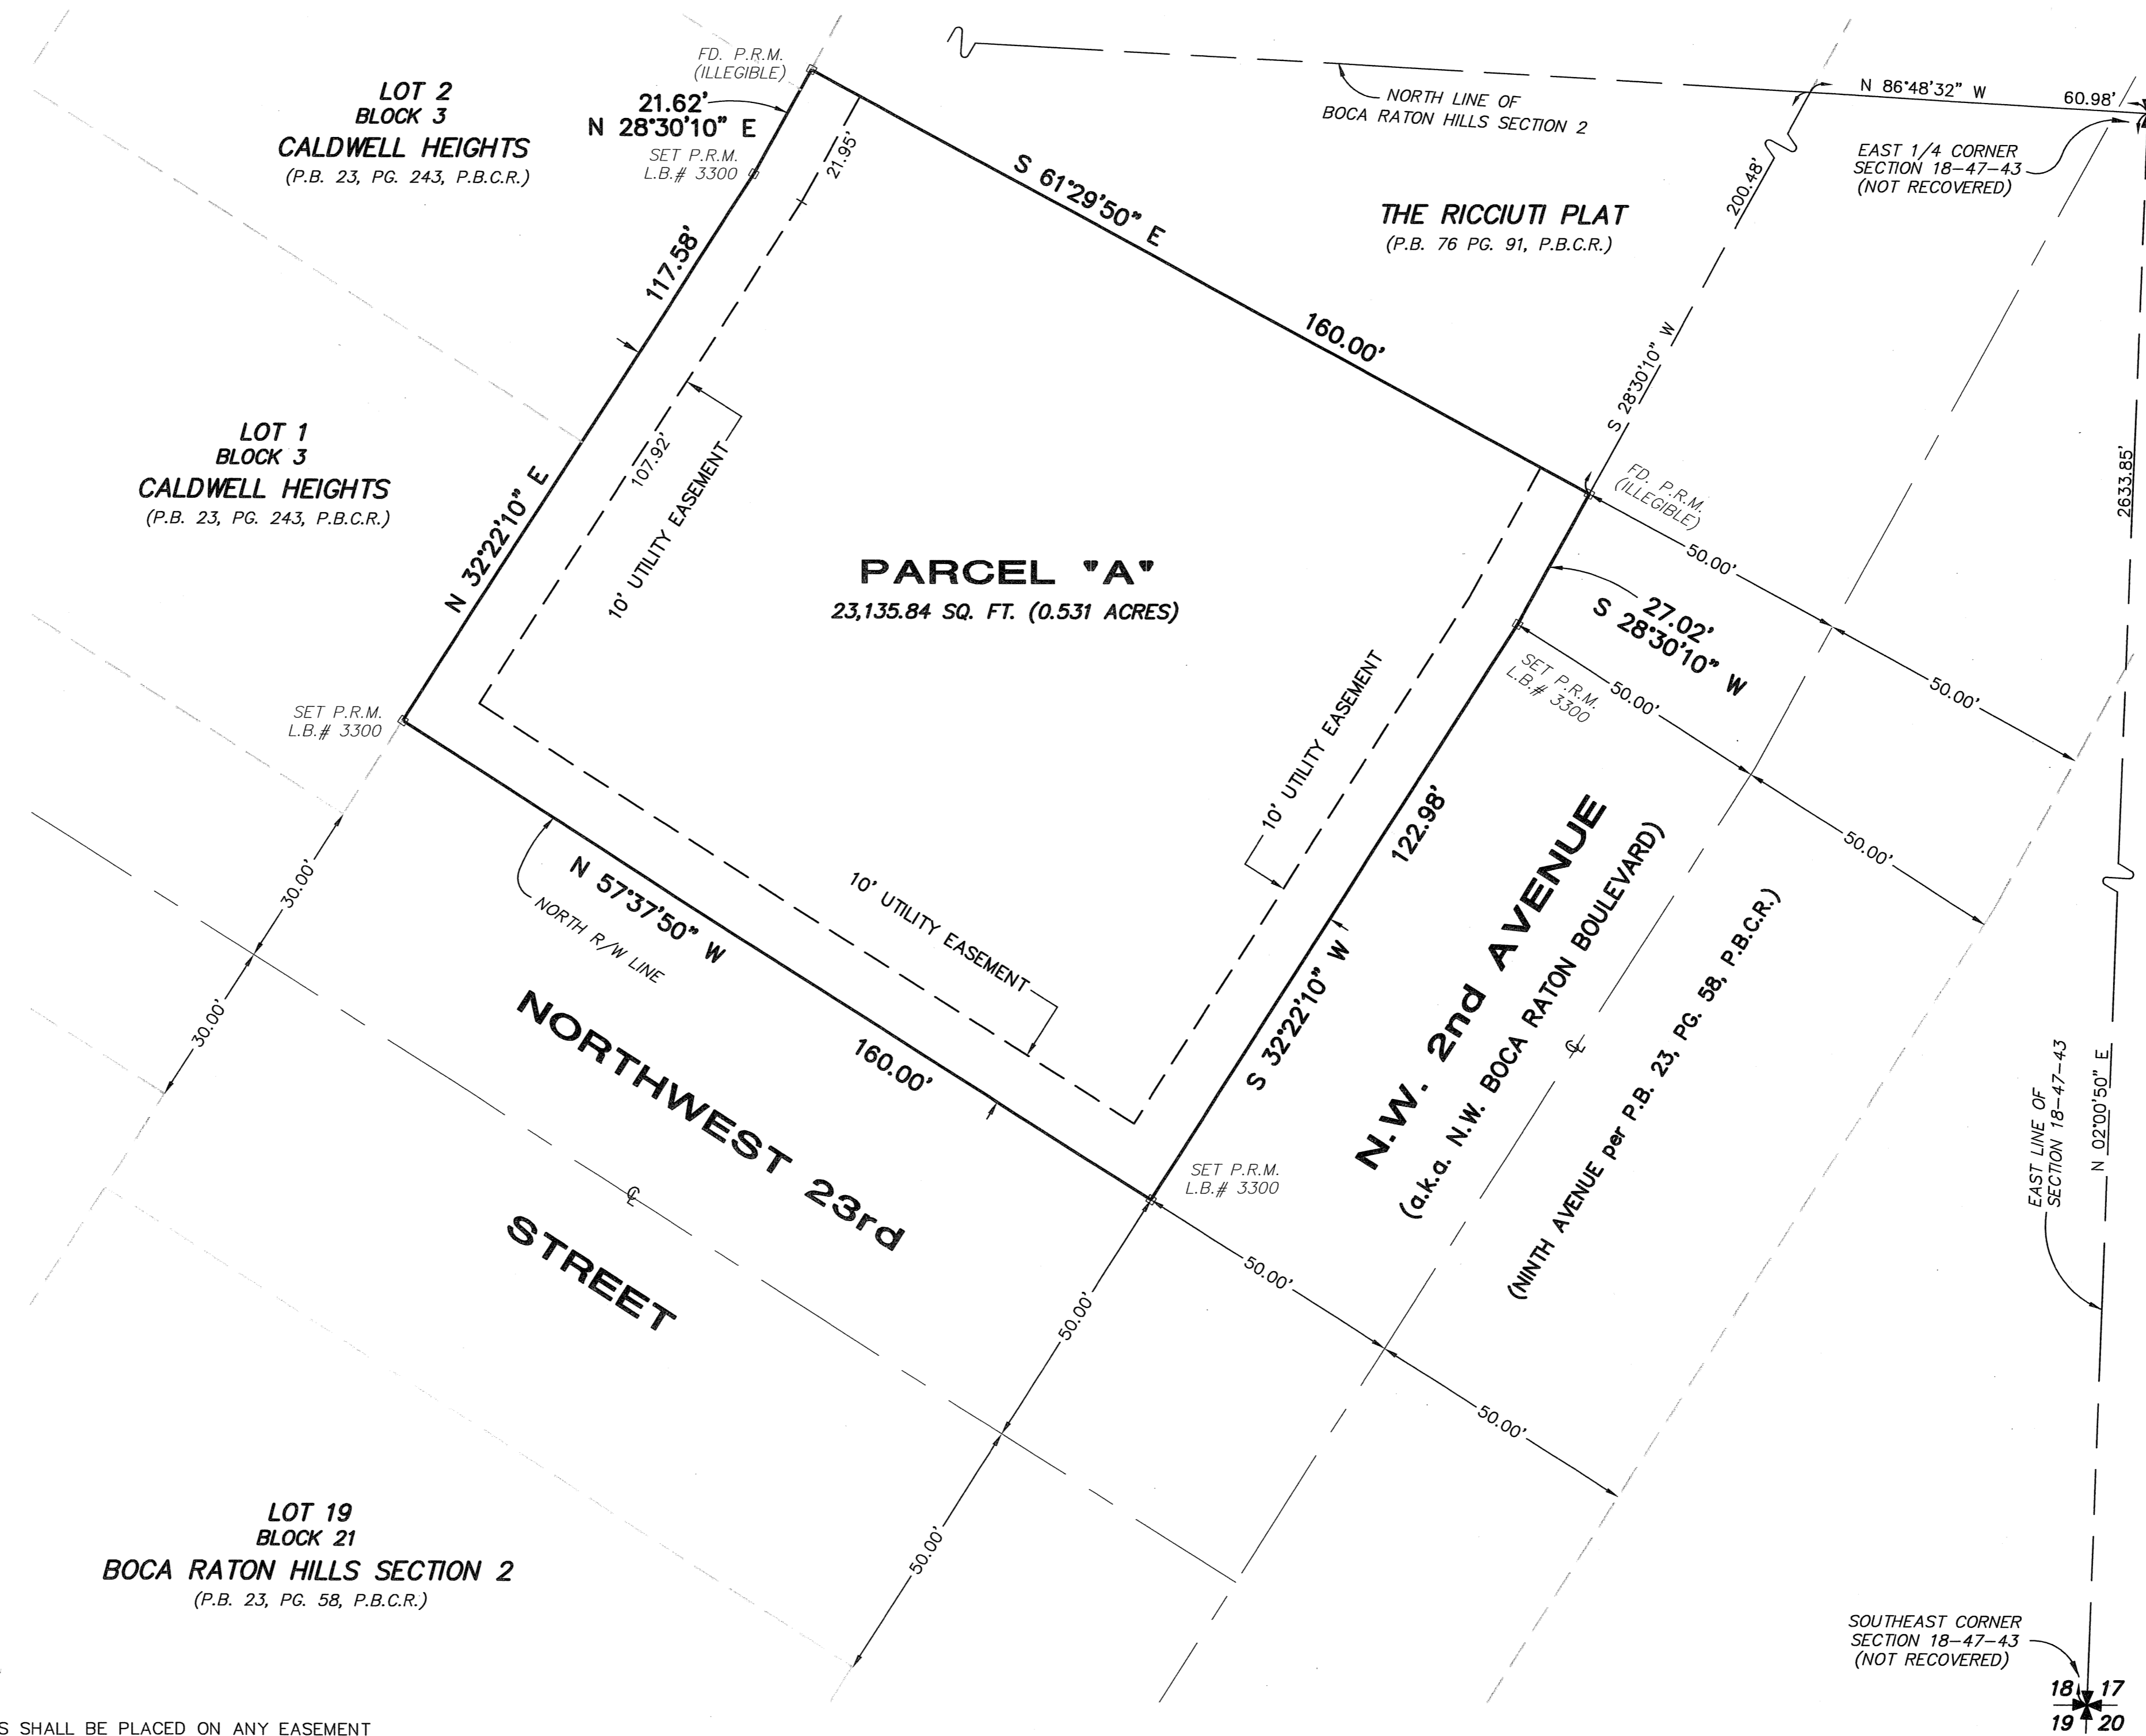 FD. P.R.M.
(ILLEGIBLE)
LOT 2
BLOCK 3
CALDWELL HEIGHTS
(P.B. 23, PG. 243, P.B.C.R.)
21.62'
N 28°30'10" E
SET P.R.M.
L.B.# 3300
21.95'
S 61°29'50" E
160.00'
NORTH LINE OF
BOCA RATON HILLS SECTION 2
N 86°48'32" W
60.98'
EAST 1/4 CORNER
SECTION 18-47-43
(NOT RECOVERED)
200.48'
S 28°30'10" W
THE RICCIUTI PLAT
(P.B. 76 PG. 91, P.B.C.R.)
117.58'
N 32°22'10" E
107.92'
10' UTILITY EASEMENT
LOT 1
BLOCK 3
CALDWELL HEIGHTS
(P.B. 23, PG. 243, P.B.C.R.)
FD. P.R.M.
(ILLEGIBLE)
2633.85'
PARCEL "A"
23,135.84 SQ. FT. (0.531 ACRES)
50.00'
50.00'
27.02'
S 28°30'10" W
SET P.R.M.
L.B.# 3300
50.00'
50.00'
SET P.R.M.
L.B.# 3300
10' UTILITY EASEMENT
122.98'
S 32°22'10" W
30.00'
30.00'
N 57°37'50" W
NORTH R/W LINE
160.00'
10' UTILITY EASEMENT
N.W. 2nd AVENUE
(a.k.a. N.W. BOCA RATON BOULEVARD)
(NINTH AVENUE per P.B. 23, PG. 58, P.B.C.R.)
CL
NORTHWEST 23rd
STREET
CL
SET P.R.M.
L.B.# 3300
50.00'
50.00'
50.00'
50.00'
EAST LINE OF
SECTION 18-47-43
N 02°00'50" E
LOT 19
BLOCK 21
BOCA RATON HILLS SECTION 2
(P.B. 23, PG. 58, P.B.C.R.)
SOUTHEAST CORNER
SECTION 18-47-43
(NOT RECOVERED)
18 17
19 20
S SHALL BE PLACED ON ANY EASEMENT